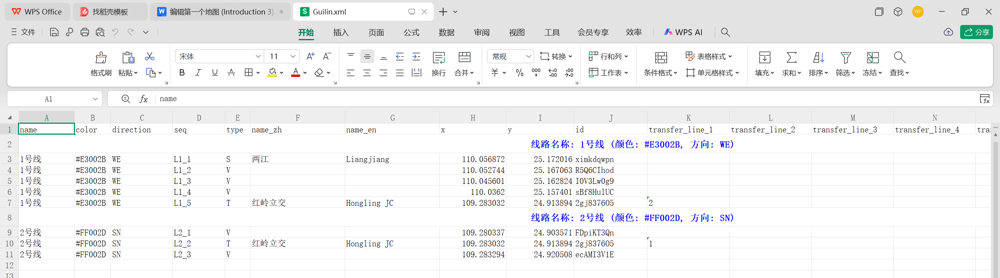 WPS Office 找稻壳模板 编辑第一个地图 (Introduction 3). Guilin.xml
文件 开始 插入 页面 公式 数据 审阅 视图 工具 会员专享 效率 WPS AI 分享
宋体 11 常规 转换 行和列 表格样式
格式刷 粘贴 换行 合并 工作表 条件格式 单元格样式 填充 求和 排序 筛选 冻结 查找
A1 name
A B C D E F G H I J K L M N
1 name color direction seq type name_zh name_en x y id transfer_line_1 transfer_line_2 transfer_line_3 transfer_line_4
2 线路名称: 1号线 (颜色: #E3002B, 方向: WE)
3 1号线 #E3002B WE L1_1 S 两江 Liangjiang 110.056872 25.172016 ximkdqwpn
4 1号线 #E3002B WE L1_2 V 110.052744 25.167063 R5Q6CIhod
5 1号线 #E3002B WE L1_3 V 110.045601 25.162824 I0V3Lw0g9
6 1号线 #E3002B WE L1_4 V 110.0362 25.157401 sBf8HulUC
7 1号线 #E3002B WE L1_5 T 红岭立交 Hongling JC 109.283032 24.913894 2gj8376O5 2
8 线路名称: 2号线 (颜色: #FF002D, 方向: SN)
9 2号线 #FF002D SN L2_1 V 109.280337 24.903571 FDpiKT3Qn
10 2号线 #FF002D SN L2_2 T 红岭立交 Hongling JC 109.283032 24.913894 2gj8376O5 1
11 2号线 #FF002D SN L2_3 V 109.283294 24.920508 ecAMI3V1E
12
13